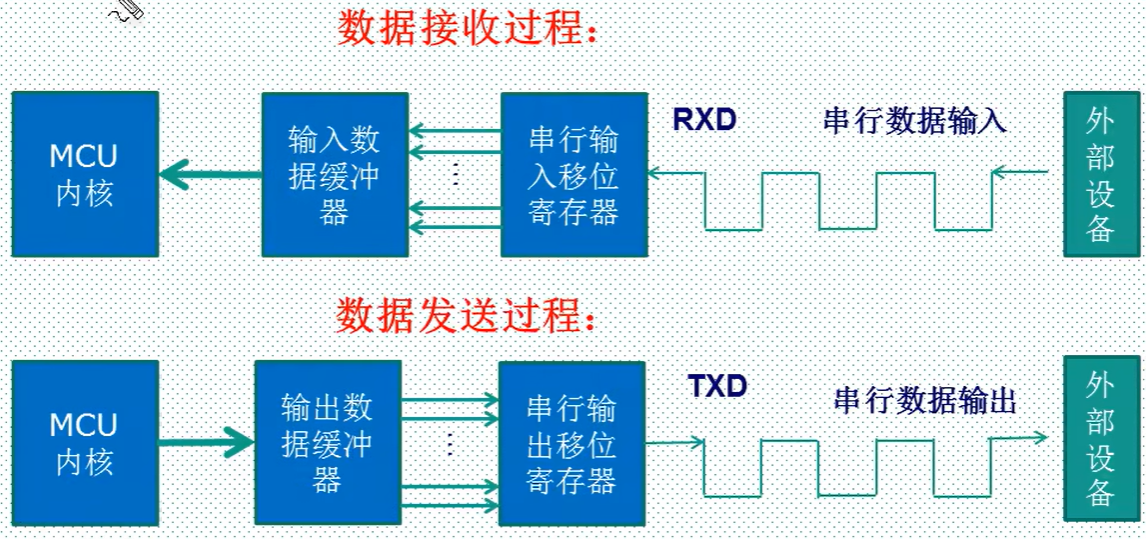 数据接收过程：
MCU
内核
输入数
据缓冲
器
⋮
串行输
入移位
寄存器
RXD
串行数据输入
外
部
设
备
数据发送过程：
MCU
内核
输出数
据缓冲
器
⋮
串行输
出移位
寄存器
TXD
串行数据输出
外
部
设
备